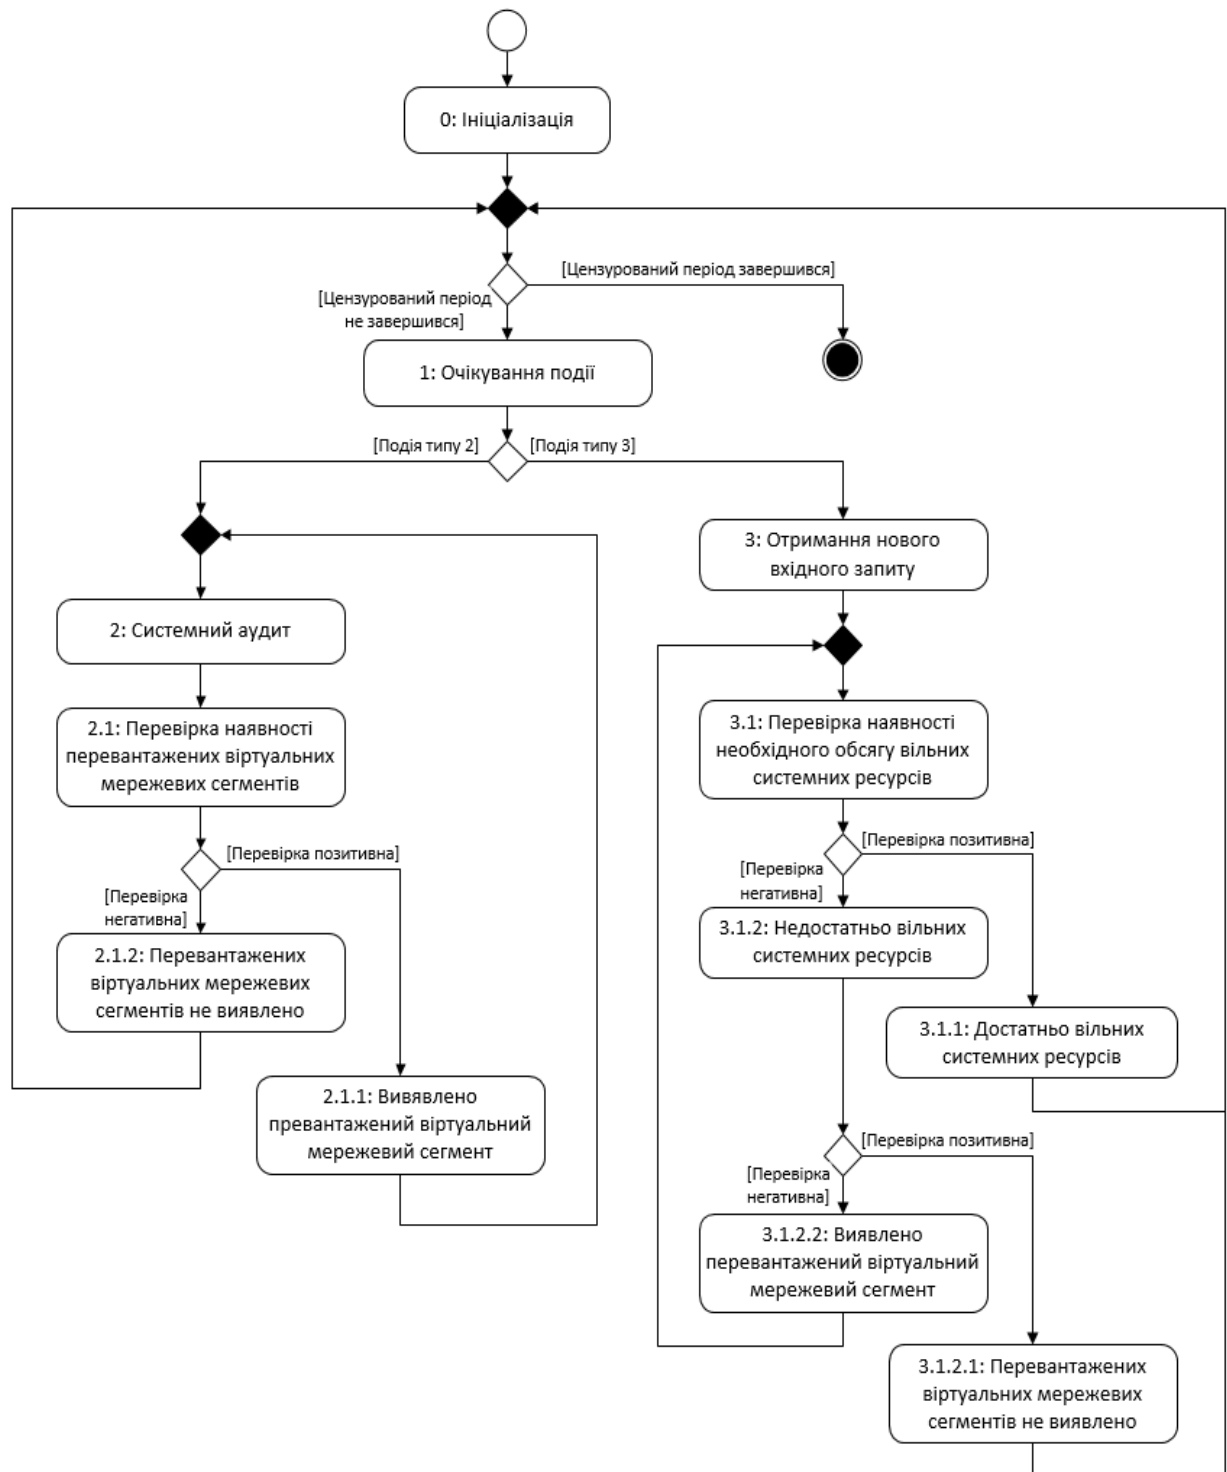 0: Ініціалізація
[Цензурований період завершився]
[Цензурований період
не завершився]
1: Очікування події
[Подія типу 2]
[Подія типу 3]
3: Отримання нового
вхідного запиту
2: Системний аудит
2.1: Перевірка наявності
перевантажених віртуальних
мережевих сегментів
3.1: Перевірка наявності
необхідного обсягу вільних
системних ресурсів
[Перевірка позитивна]
[Перевірка
негативна]
[Перевірка позитивна]
[Перевірка
негативна]
2.1.2: Перевантажених
віртуальних мережевих
сегментів не виявлено
3.1.2: Недостатньо вільних
системних ресурсів
3.1.1: Достатньо вільних
системних ресурсів
2.1.1: Вивявлено
превантажений віртуальний
мережевий сегмент
[Перевірка позитивна]
[Перевірка
негативна]
3.1.2.2: Виявлено
перевантажений віртуальний
мережевий сегмент
3.1.2.1: Перевантажених
віртуальних мережевих
сегментів не виявлено